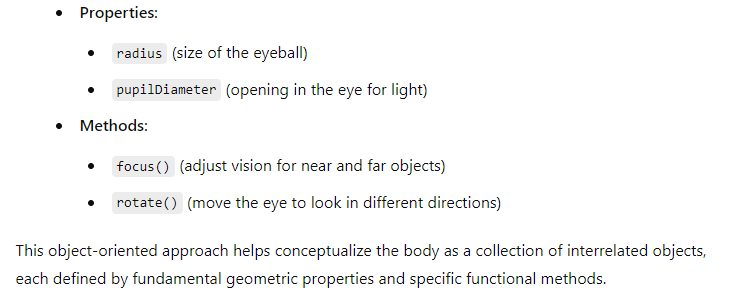 Properties:
radius (size of the eyeball)
pupilDiameter (opening in the eye for light)
Methods:
focus() (adjust vision for near and far objects)
rotate() (move the eye to look in different directions)
This object-oriented approach helps conceptualize the body as a collection of interrelated objects,
each defined by fundamental geometric properties and specific functional methods.